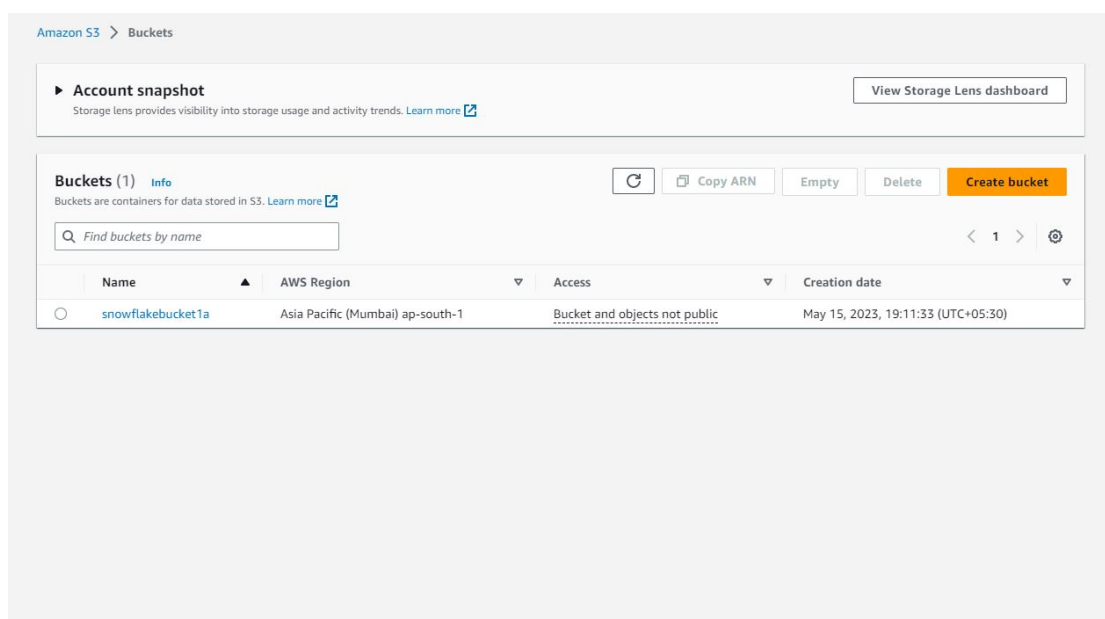 Amazon S3 > Buckets
Account snapshot
View Storage Lens dashboard
Storage lens provides visibility into storage usage and activity trends. Learn more
Buckets (1) Info
Copy ARN Empty Delete Create bucket
Buckets are containers for data stored in S3. Learn more
Find buckets by name
< 1 >
Name AWS Region Access Creation date
snowflakebucket1a Asia Pacific (Mumbai) ap-south-1 Bucket and objects not public May 15, 2023, 19:11:33 (UTC+05:30)